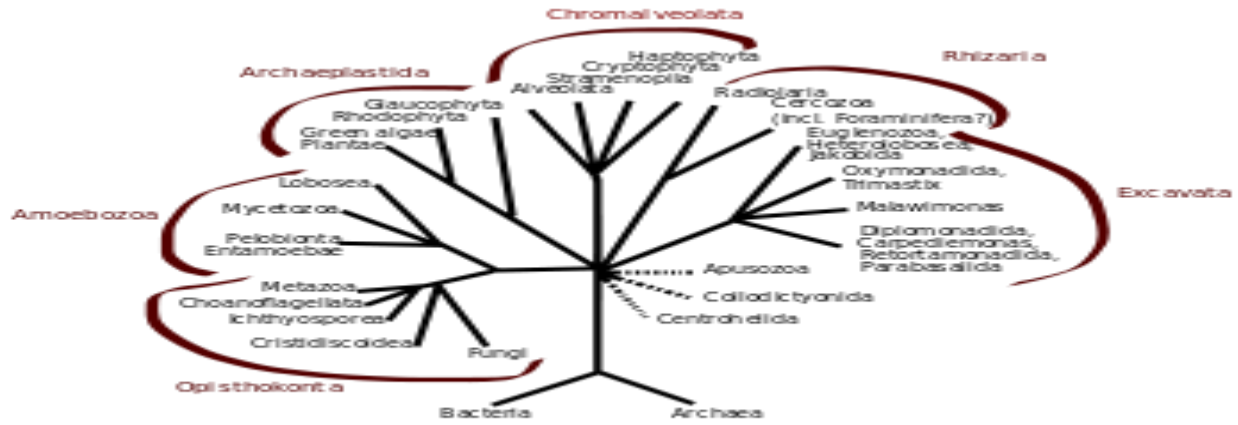 Chromalveolata
Haptophyta
Cryptophyta
Stramenopila
Alveolata
Rhizaria
Radiolaria
Cercozoa
(Incl. Foraminifera?)
Archaeplastida
Glaucophyta
Rhodophyta
Green algae
Plantae
Euglenozoa,
Heterolobosea,
Jakobida
Oxymonadida,
Trimastix
Malawimonas
Diplomonadida,
Carpediemonas,
Retortamonadida,
Parabasalida
Excavata
Amoebozoa
Lobosea
Mycetozoa
Pelobionta
Entamoebae
Apusozoa
Collodictyonida
Centrohelida
Metazoa
Choanoflagellata
Ichthyosporea
Cristidiscoidea
Fungi
Opisthokonta
Bacteria
Archaea